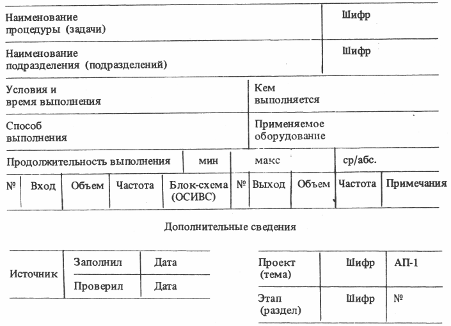 Наименование Шифр
процедуры (задачи)
Наименование Шифр
подразделения (подразделений)
Условия и Кем
время выполнения выполняется
Способ Применяемое
выполнения оборудование
Продолжительность выполнения мин макс ср/абс.
№ Вход Объем Частота Блок-схема № Выход Объем Частота Примечания
(ОСИВС)
Дополнительные сведения
Источник Заполнил Дата
Проверил Дата
Проект Шифр АП-1
(тема)
Этап Шифр №
(раздел)